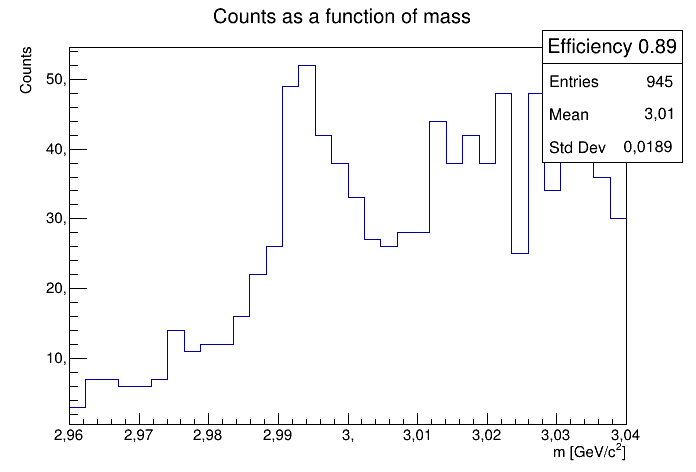 Counts as a function of mass
Efficiency 0.89
Entries 945
Mean 3,01
Std Dev 0,0189
Counts
50,
40,
30,
20,
10,
2,96 2,97 2,98 2,99 3, 3,01 3,02 3,03 3,04
m [GeV/c²]